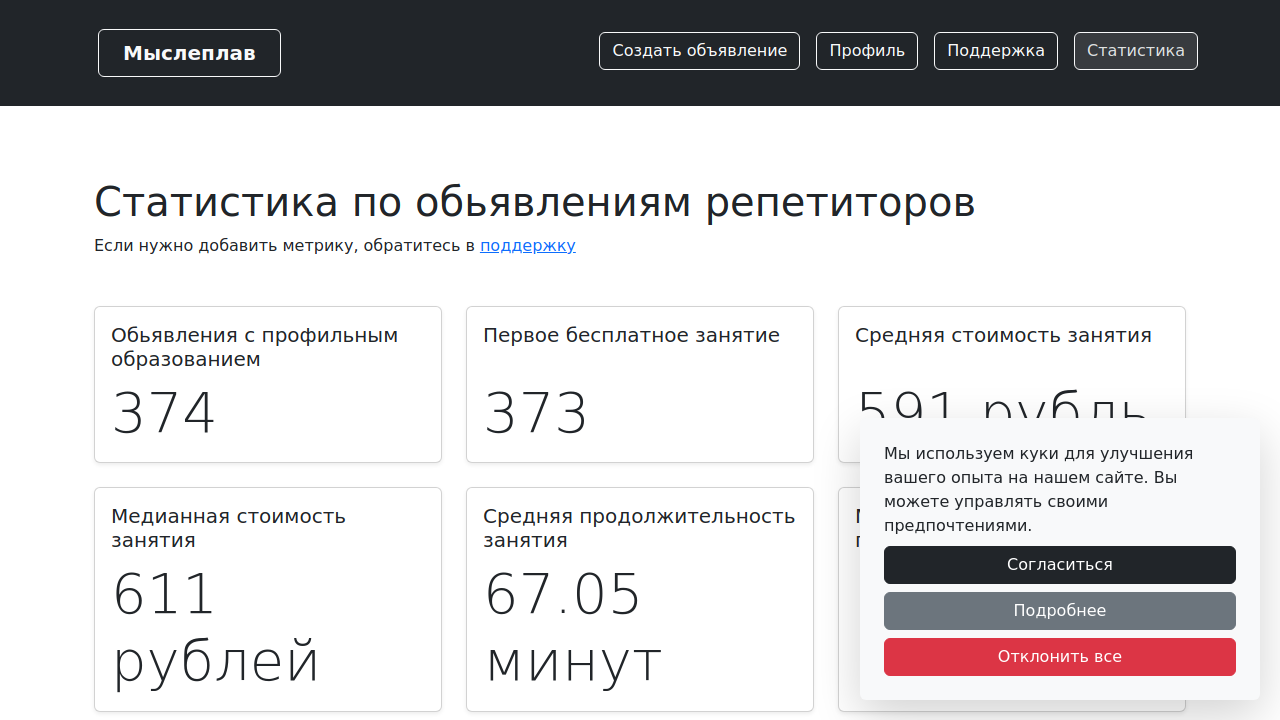 Мыслеплав
Создать объявление
Профиль
Поддержка
Статистика
Статистика по обьявлениям репетиторов
Если нужно добавить метрику, обратитесь в поддержку
Обьявления с профильным
образованием
374
Первое бесплатное занятие
373
Средняя стоимость занятия
591 рубль
Медианная стоимость
занятия
611
рублей
Средняя продолжительность
занятия
67.05
минут
Мы используем куки для улучшения
вашего опыта на нашем сайте. Вы
можете управлять своими
предпочтениями.
Согласиться
Подробнее
Отклонить все